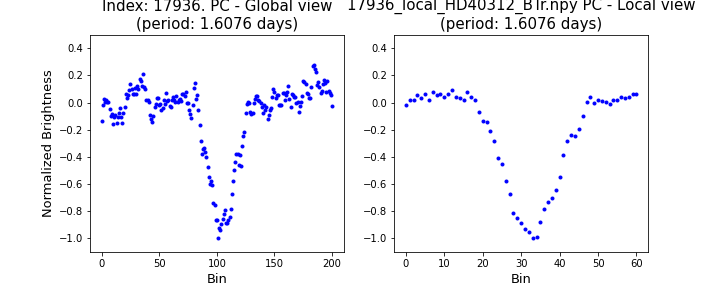 Index: 17936. PC - Global view
(period: 1.6076 days)
17936_local_HD40312_BTr.npy PC - Local view
(period: 1.6076 days)
Normalized Brightness
0.4
0.2
0.0
−0.2
−0.4
−0.6
−0.8
−1.0
0 50 100 150 200
Bin
0.4
0.2
0.0
−0.2
−0.4
−0.6
−0.8
−1.0
0 10 20 30 40 50 60
Bin